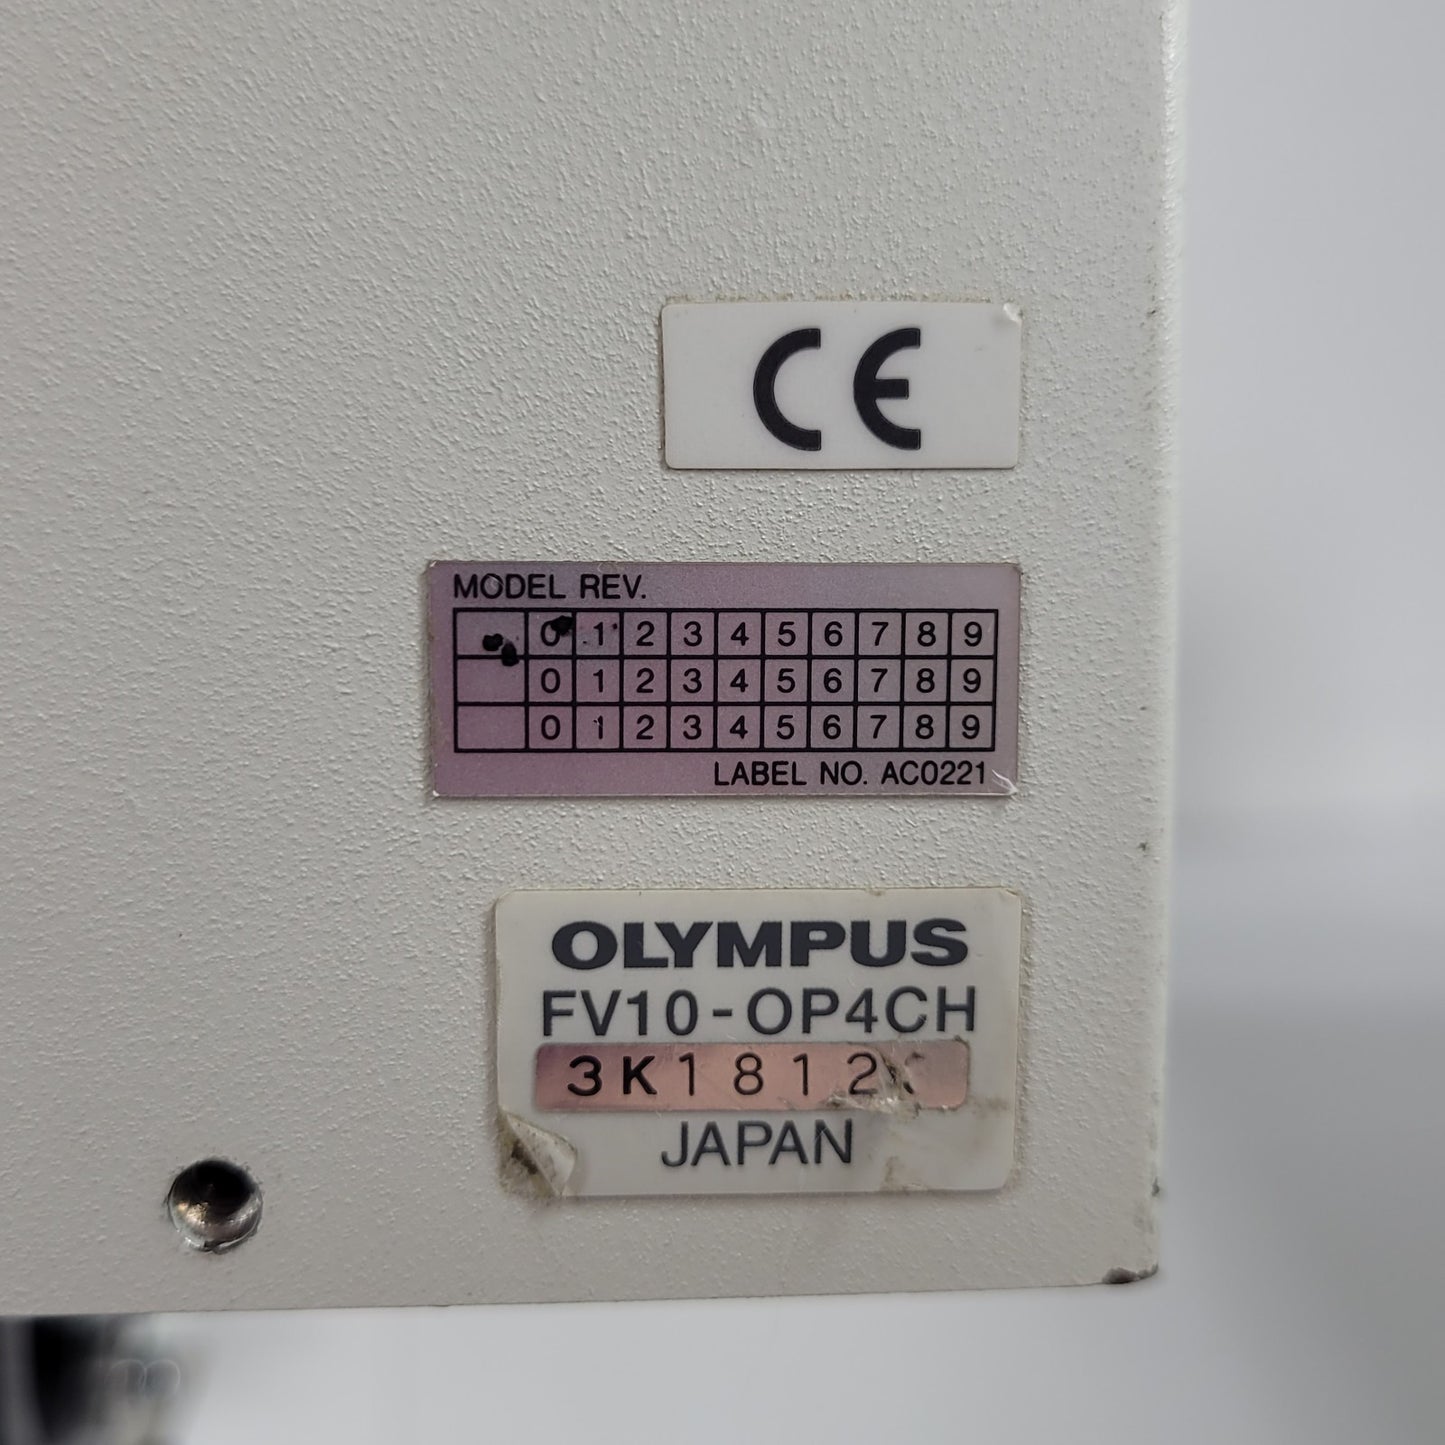 CE
MODEL REV.
0 1 2 3 4 5 6 7 8 9
0 1 2 3 4 5 6 7 8 9
0 1 2 3 4 5 6 7 8 9
LABEL NO. AC0221
OLYMPUS
FV10-OP4CH
3K1812
JAPAN